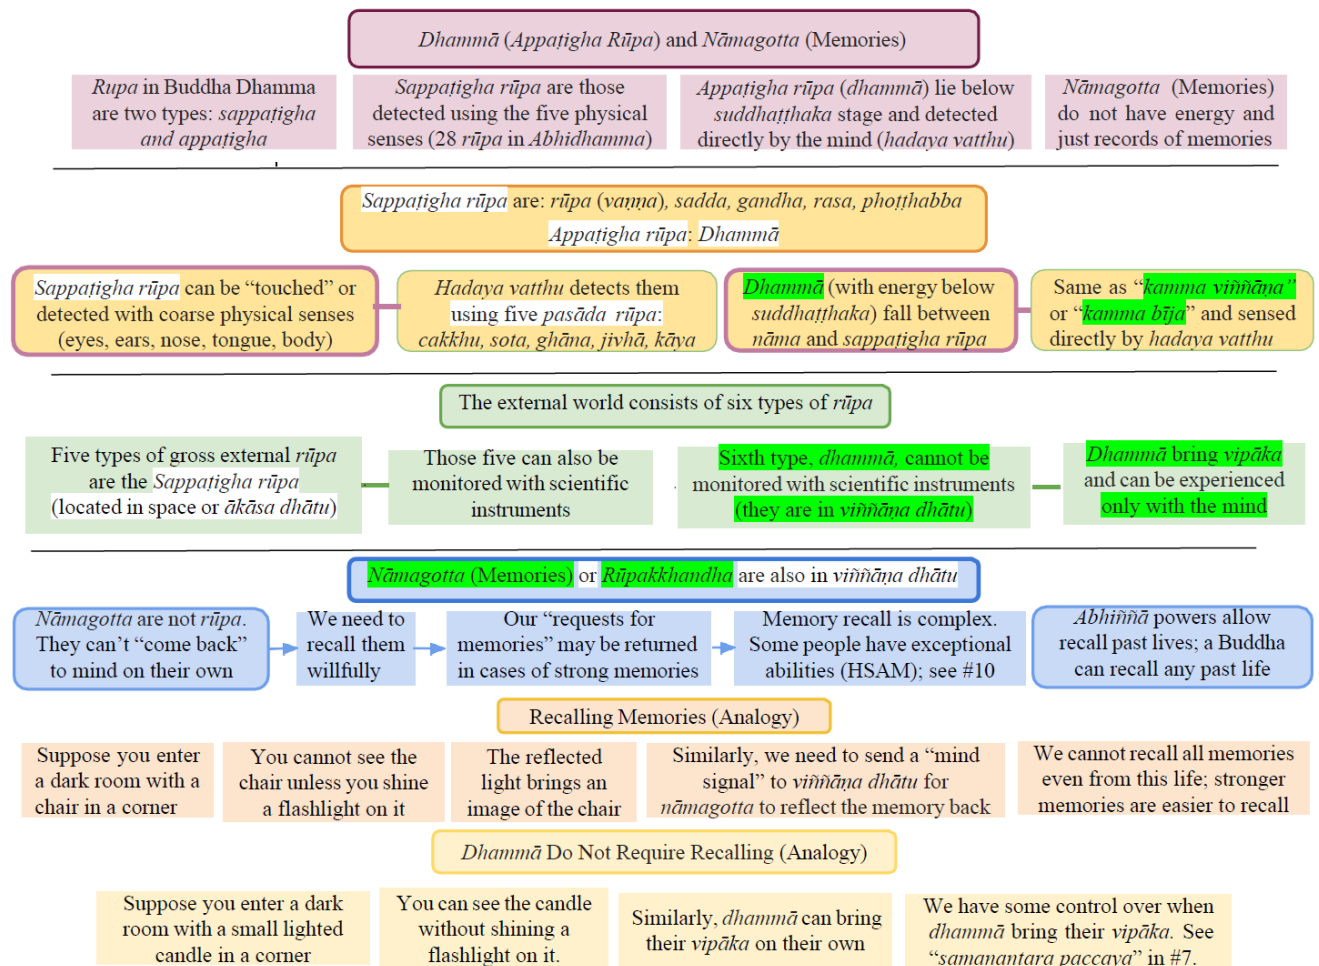 Dhammā (Appaṭigha Rūpa) and Nāmagotta (Memories)
Rupa in Buddha Dhamma
are two types: sappaṭigha
and appaṭigha
Sappaṭigha rūpa are those
detected using the five physical
senses (28 rūpa in Abhidhamma)
Appaṭigha rūpa (dhammā) lie below
suddhaṭṭhaka stage and detected
directly by the mind (hadaya vatthu)
Nāmagotta (Memories)
do not have energy and
just records of memories
Sappaṭigha rūpa are: rūpa (vaṇṇa), sadda, gandha, rasa, phoṭṭhabba
Appaṭigha rūpa: Dhammā
Sappaṭigha rūpa can be “touched” or
detected with coarse physical senses
(eyes, ears, nose, tongue, body)
Hadaya vatthu detects them
using five pasāda rūpa:
cakkhu, sota, ghāna, jivhā, kāya
Dhammā (with energy below
suddhaṭṭhaka) fall between
nāma and sappaṭigha rūpa
Same as “kamma viññāṇa”
or “kamma bīja” and sensed
directly by hadaya vatthu
The external world consists of six types of rūpa
Five types of gross external rūpa
are the Sappaṭigha rūpa
(located in space or ākāsa dhātu)
Those five can also be
monitored with scientific
instruments
Sixth type, dhammā, cannot be
monitored with scientific instruments
(they are in viññāṇa dhātu)
Dhammā bring vipāka
and can be experienced
only with the mind
Nāmagotta (Memories) or Rūpakkhandha are also in viññāṇa dhātu
Nāmagotta are not rūpa.
They can’t “come back”
to mind on their own
We need to
recall them
willfully
Our “requests for
memories” may be returned
in cases of strong memories
Memory recall is complex.
Some people have exceptional
abilities (HSAM); see #10
Abhiññā powers allow
recall past lives; a Buddha
can recall any past life
Recalling Memories (Analogy)
Suppose you enter
a dark room with a
chair in a corner
You cannot see the
chair unless you shine
a flashlight on it
The reflected
light brings an
image of the chair
Similarly, we need to send a “mind
signal” to viññāṇa dhātu for
nāmagotta to reflect the memory back
We cannot recall all memories
even from this life; stronger
memories are easier to recall
Dhammā Do Not Require Recalling (Analogy)
Suppose you enter a dark
room with a small lighted
candle in a corner
You can see the candle
without shining a
flashlight on it.
Similarly, dhammā can bring
their vipāka on their own
We have some control over when
dhammā bring their vipāka. See
“samanantara paccaya” in #7.